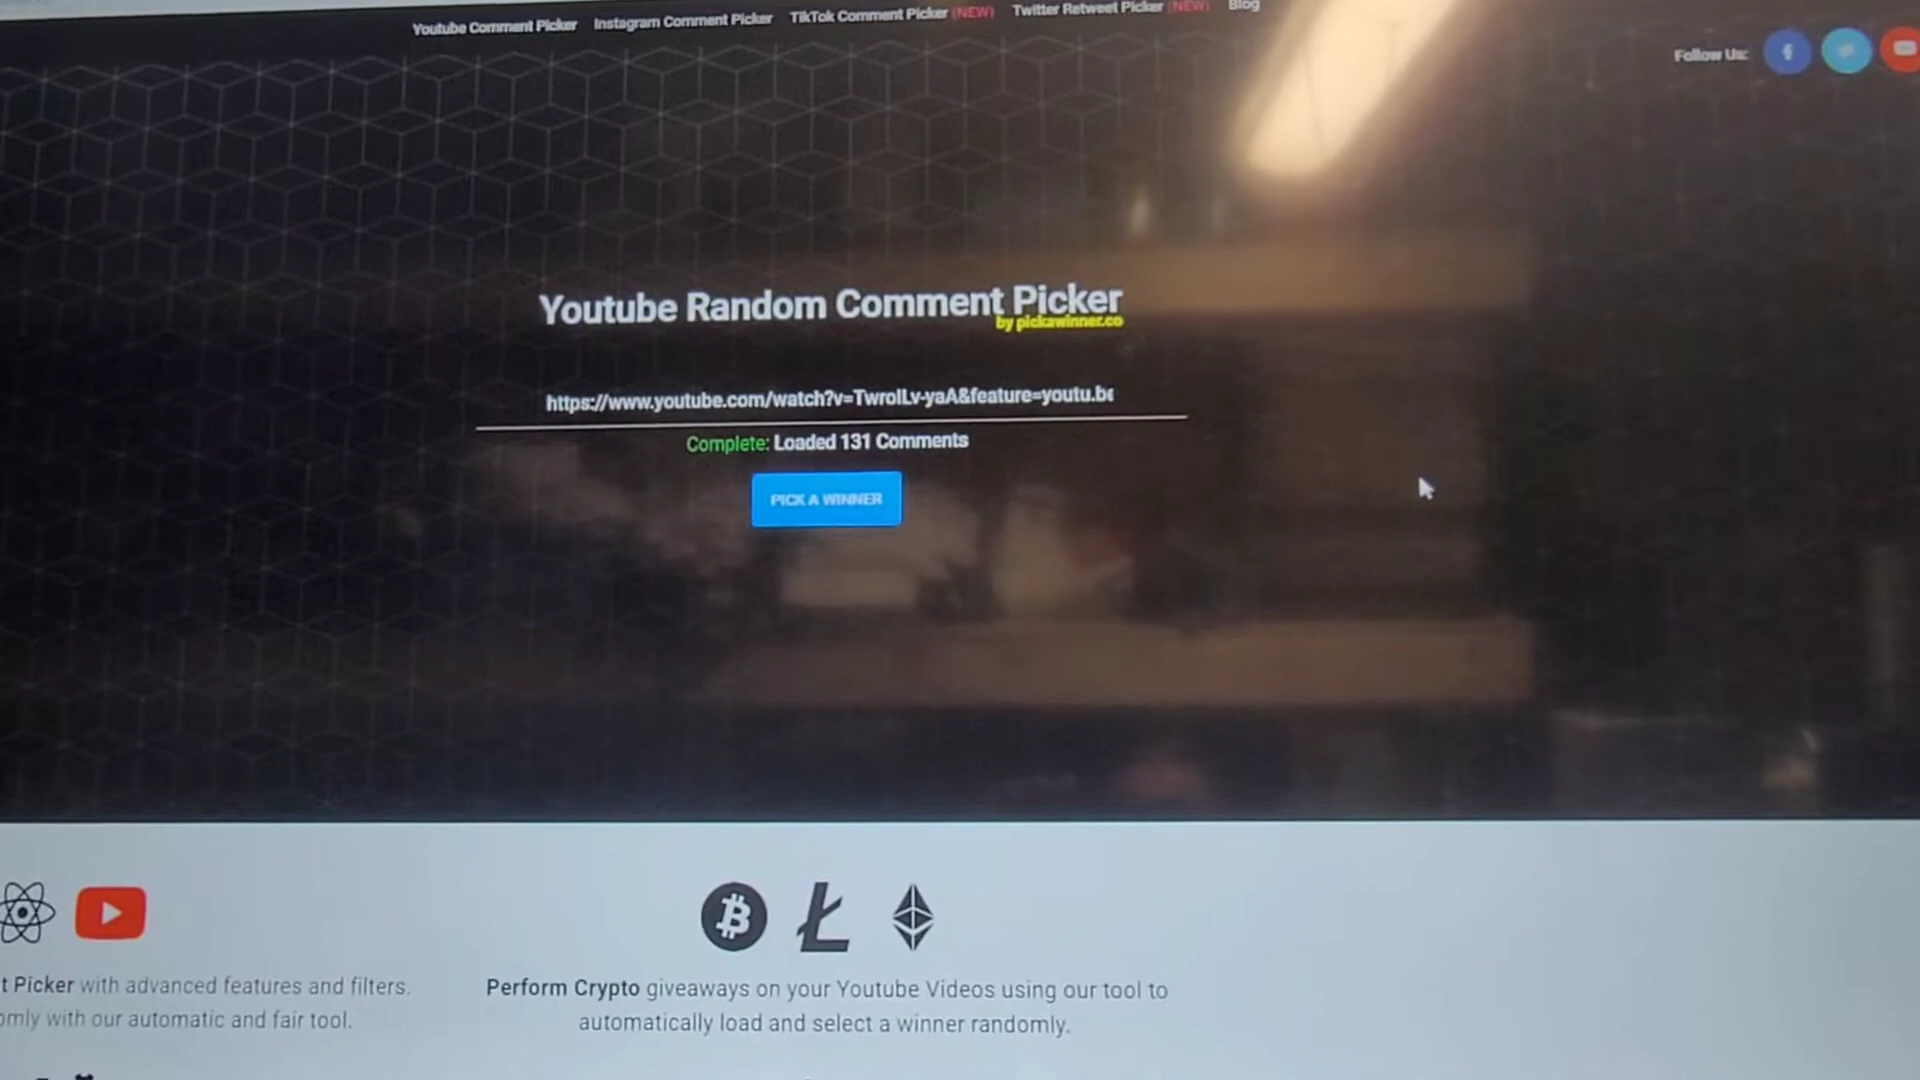 Youtube Comment Picker Instagram Comment Picker TikTok Comment Picker (NEW) Twitter Retweet Picker (NEW) Blog
Follow Us:
Youtube Random Comment Picker
by pickawinner.co
https://www.youtube.com/watch?v=TwrolLv-yaA&feature=youtu.be
Complete: Loaded 131 Comments
PICK A WINNER
t Picker with advanced features and filters.
omly with our automatic and fair tool.
Perform Crypto giveaways on your Youtube Videos using our tool to
automatically load and select a winner randomly.